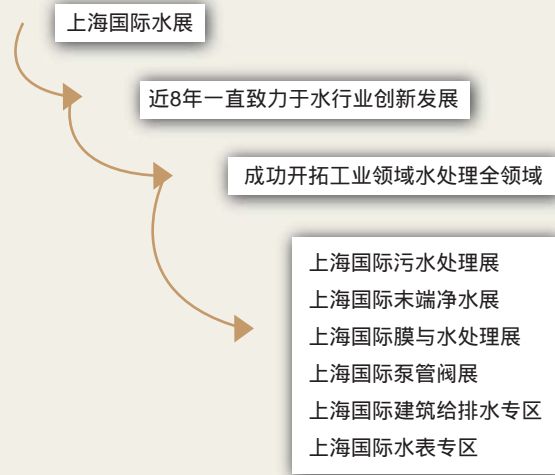 上海国际水展
近8年一直致力于水行业创新发展
成功开拓工业领域水处理全领域
上海国际污水处理展
上海国际末端净水展
上海国际膜与水处理展
上海国际泵管阀展
上海国际建筑给排水专区
上海国际水表专区